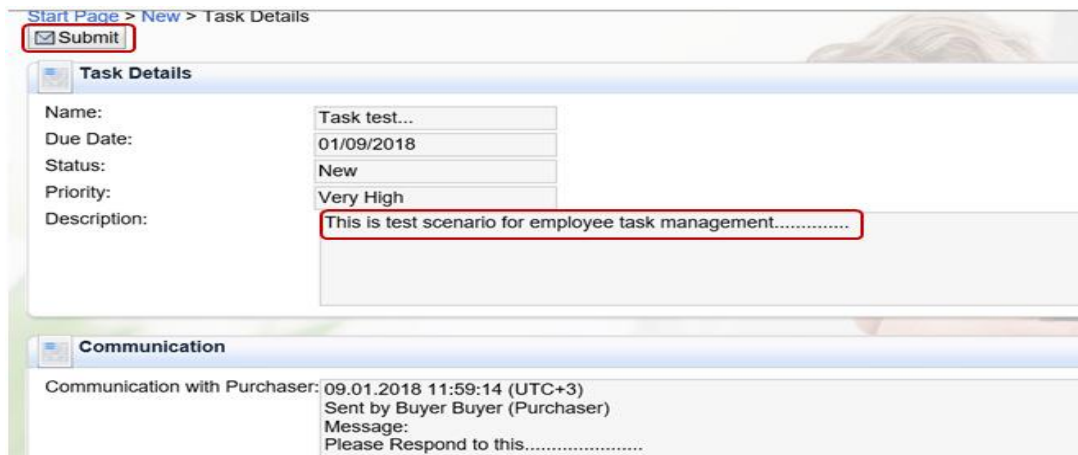 Start Page > New > Task Details
Submit
Task Details
Name: Task test...
Due Date: 01/09/2018
Status: New
Priority: Very High
Description: This is test scenario for employee task management..............
Communication
Communication with Purchaser: 09.01.2018 11:59:14 (UTC+3)
Sent by Buyer Buyer (Purchaser)
Message:
Please Respond to this......................